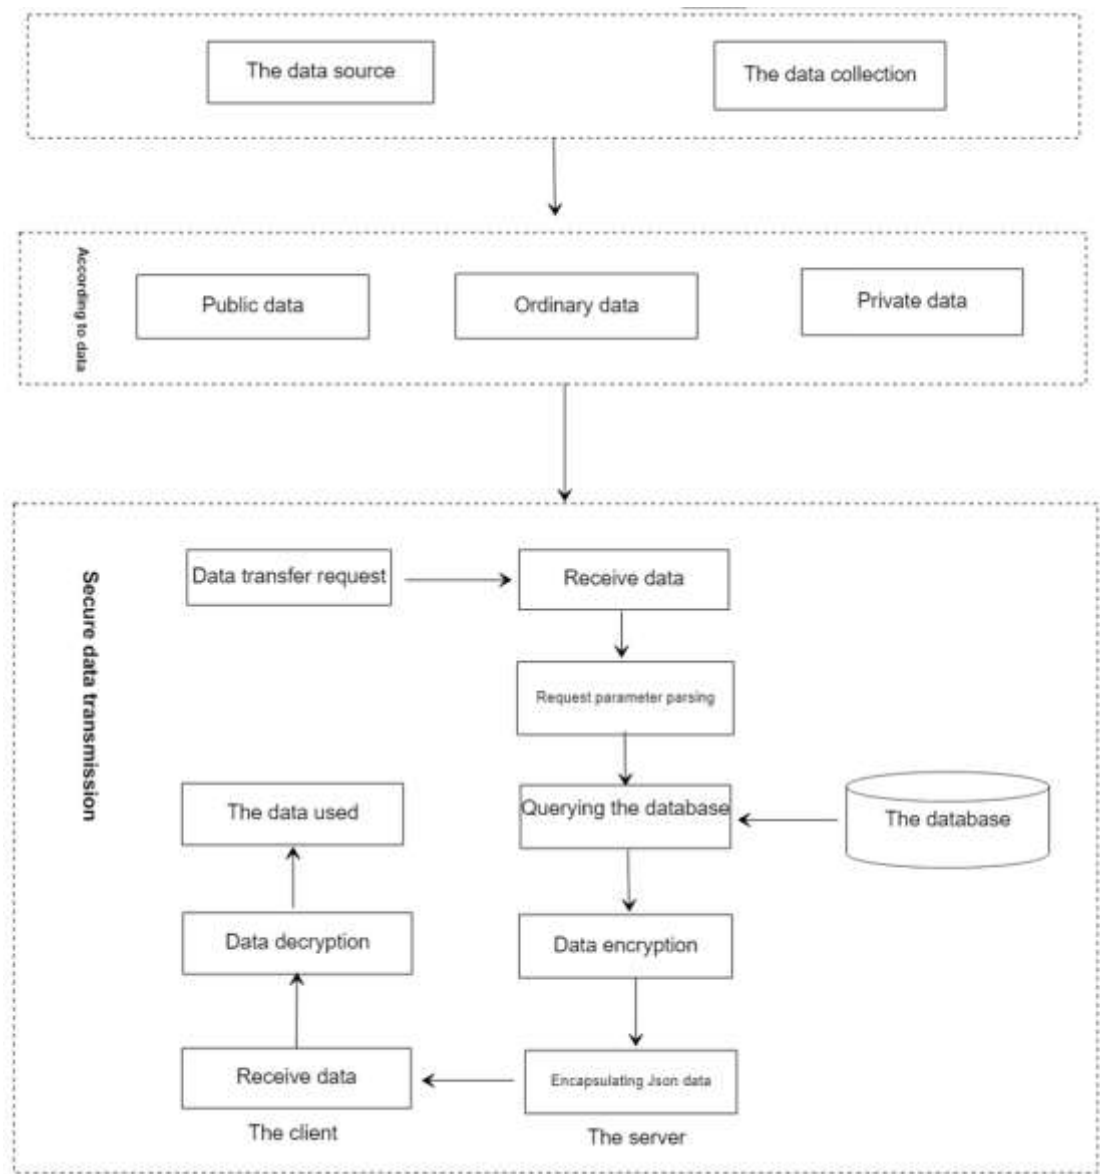 The data source
The data collection
According to data
Public data
Ordinary data
Private data
Secure data transmission
Data transfer request
Receive data
Request parameter parsing
The data used
Querying the database
The database
Data decryption
Data encryption
Receive data
Encapsulating Json data
The client
The server